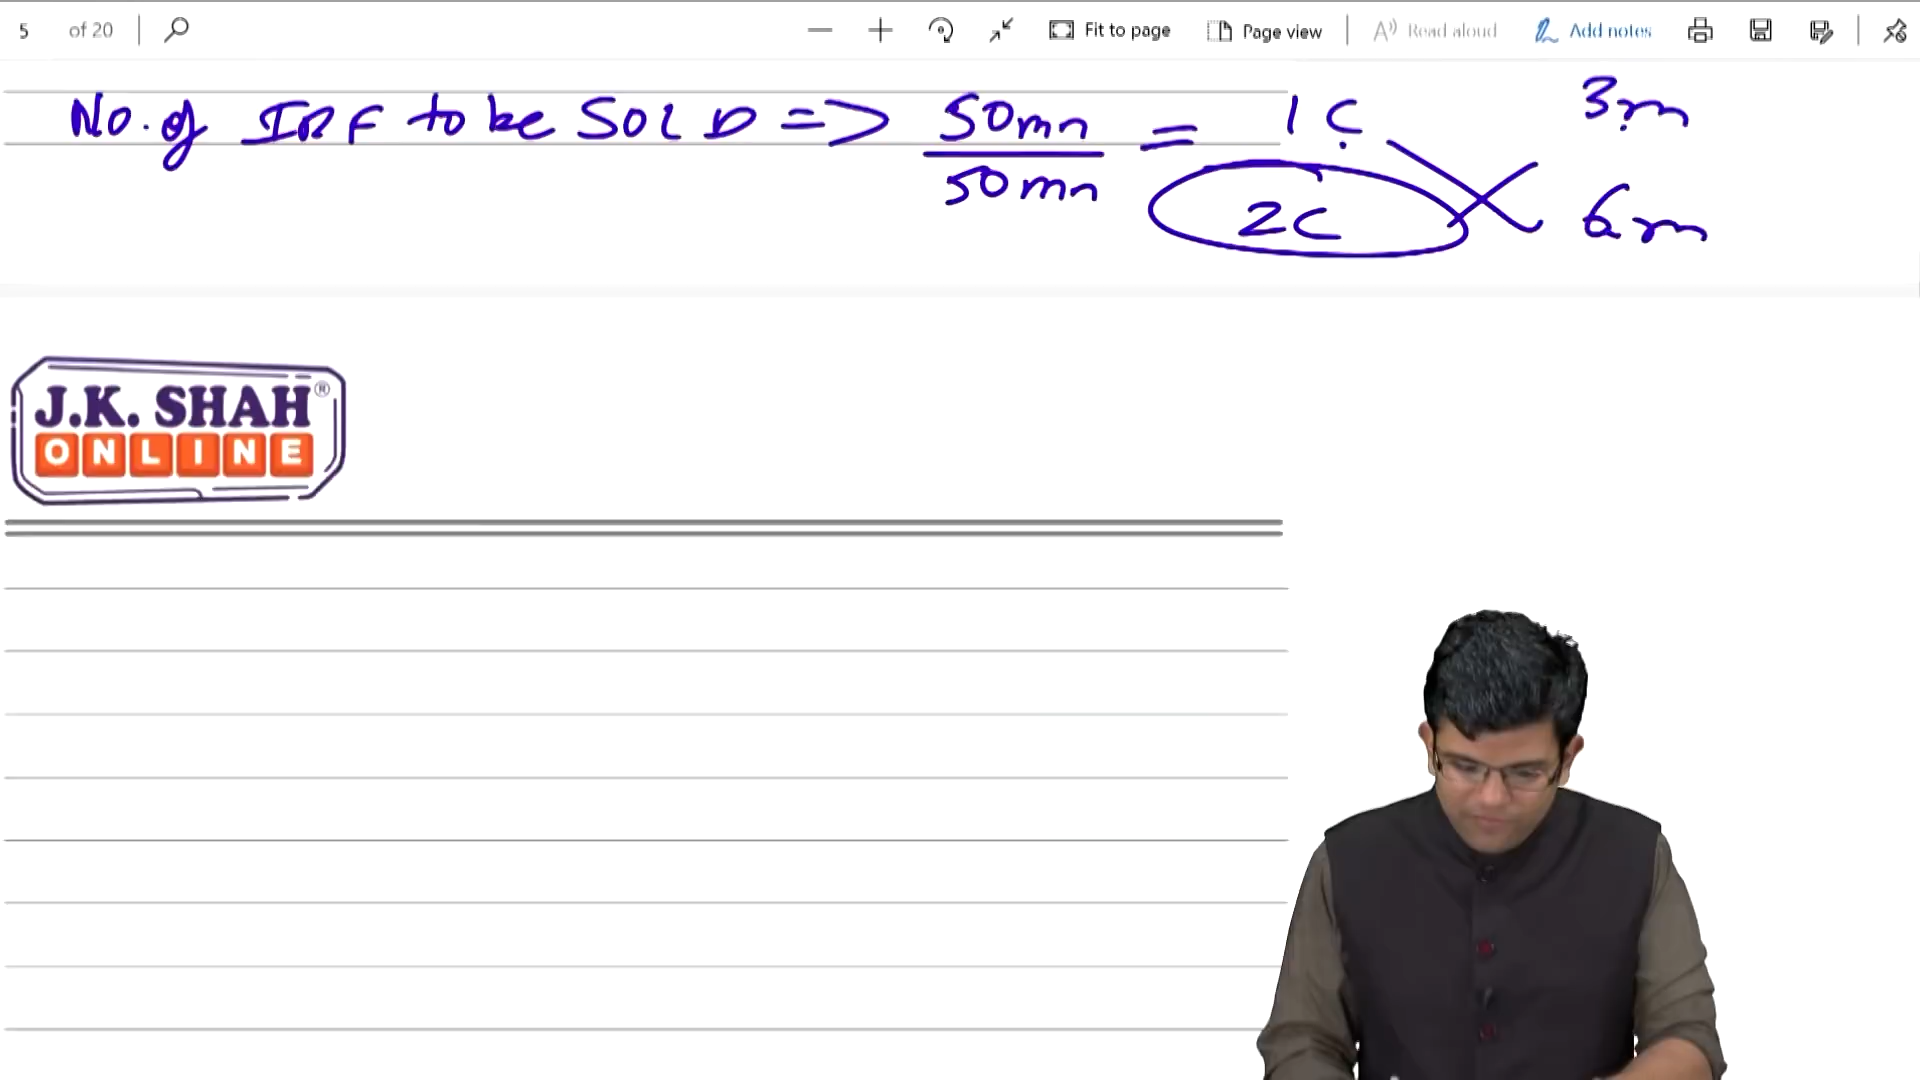 5 of 20 Fit to page Page view Read aloud Add notes
No. of IRF to be SOLD => 50mn / 50mn = 1C 3m
2C 6m
J.K. SHAH®
ONLINE